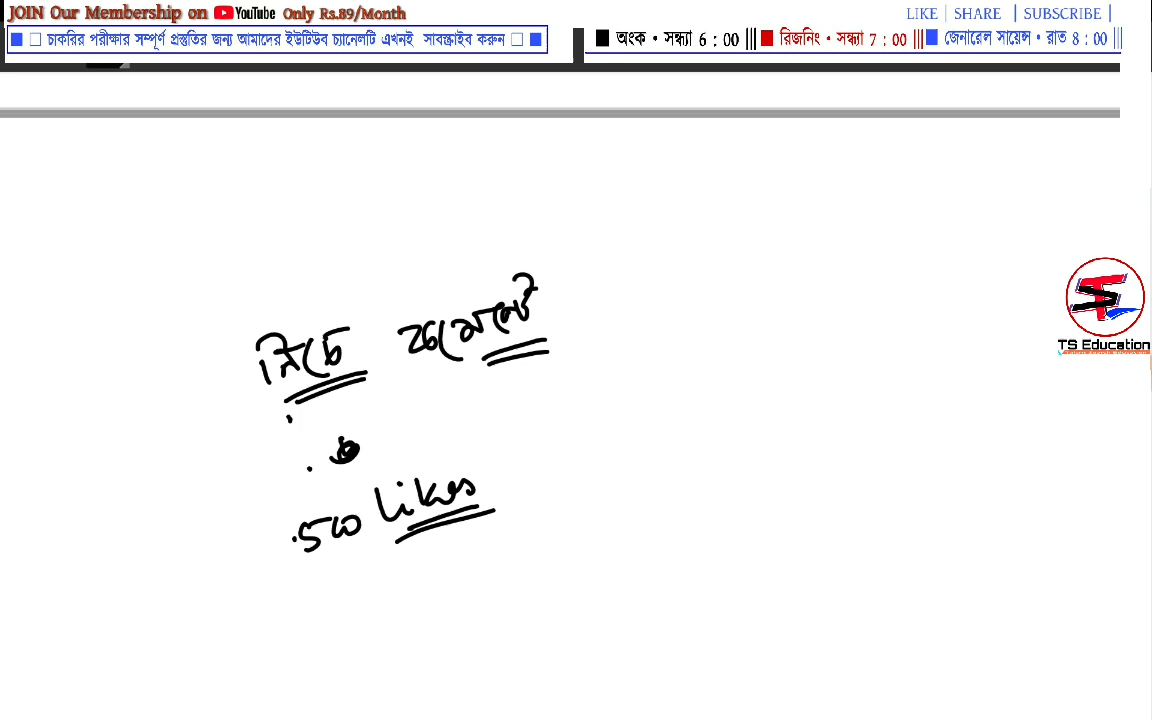 JOIN Our Membership on YouTube Only Rs.89/Month
LIKE | SHARE | SUBSCRIBE |
■ □ চাকরির পরীক্ষার সম্পূর্ণ প্রস্তুতির জন্য আমাদের ইউটিউব চ্যানেলটি এখনই সাবস্ক্রাইব করুন □ ■
■ অংক • সন্ধ্যা 6 : 00 ||| ■ রিজনিং • সন্ধ্যা 7 : 00 ||| ■ জেনারেল সায়েন্স • রাত 8 : 00 |||
TS Education
নিচে কমেন্টে
500 Likes